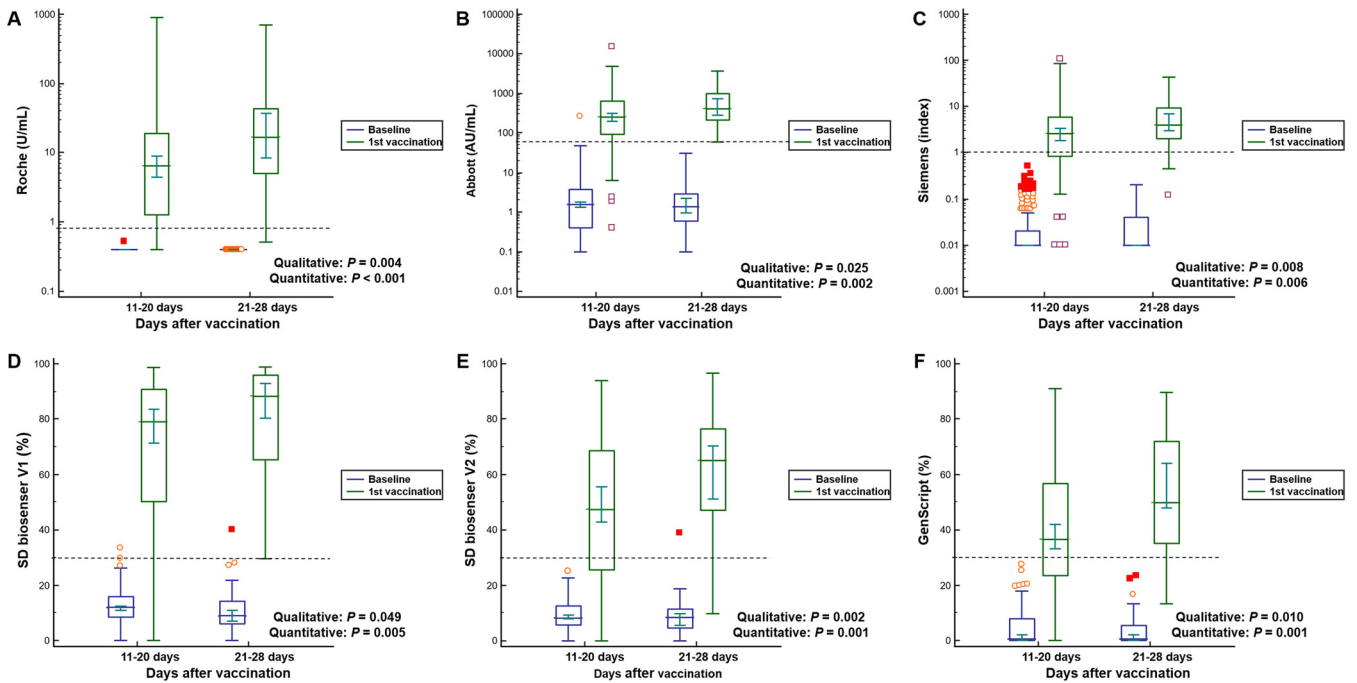 A
Roche (U/mL)
1000
100
10
1
0.1
Baseline
1st vaccination
Qualitative: P = 0.004
Quantitative: P < 0.001
11-20 days
21-28 days
Days after vaccination
B
Abbott (AU/mL)
100000
10000
1000
100
10
1
0.1
0.01
Baseline
1st vaccination
Qualitative: P = 0.025
Quantitative: P = 0.002
11-20 days
21-28 days
Days after vaccination
C
Siemens (index)
1000
100
10
1
0.1
0.01
0.001
Baseline
1st vaccination
Qualitative: P = 0.008
Quantitative: P = 0.006
11-20 days
21-28 days
Days after vaccination
D
SD biosenser V1 (%)
100
80
60
40
20
0
Baseline
1st vaccination
Qualitative: P = 0.049
Quantitative: P = 0.005
11-20 days
21-28 days
Days after vaccination
E
SD biosenser V2 (%)
100
80
60
40
20
0
Baseline
1st vaccination
Qualitative: P = 0.002
Quantitative: P = 0.001
11-20 days
21-28 days
Days after vaccination
F
GenScript (%)
100
80
60
40
20
0
Baseline
1st vaccination
Qualitative: P = 0.010
Quantitative: P = 0.001
11-20 days
21-28 days
Days after vaccination